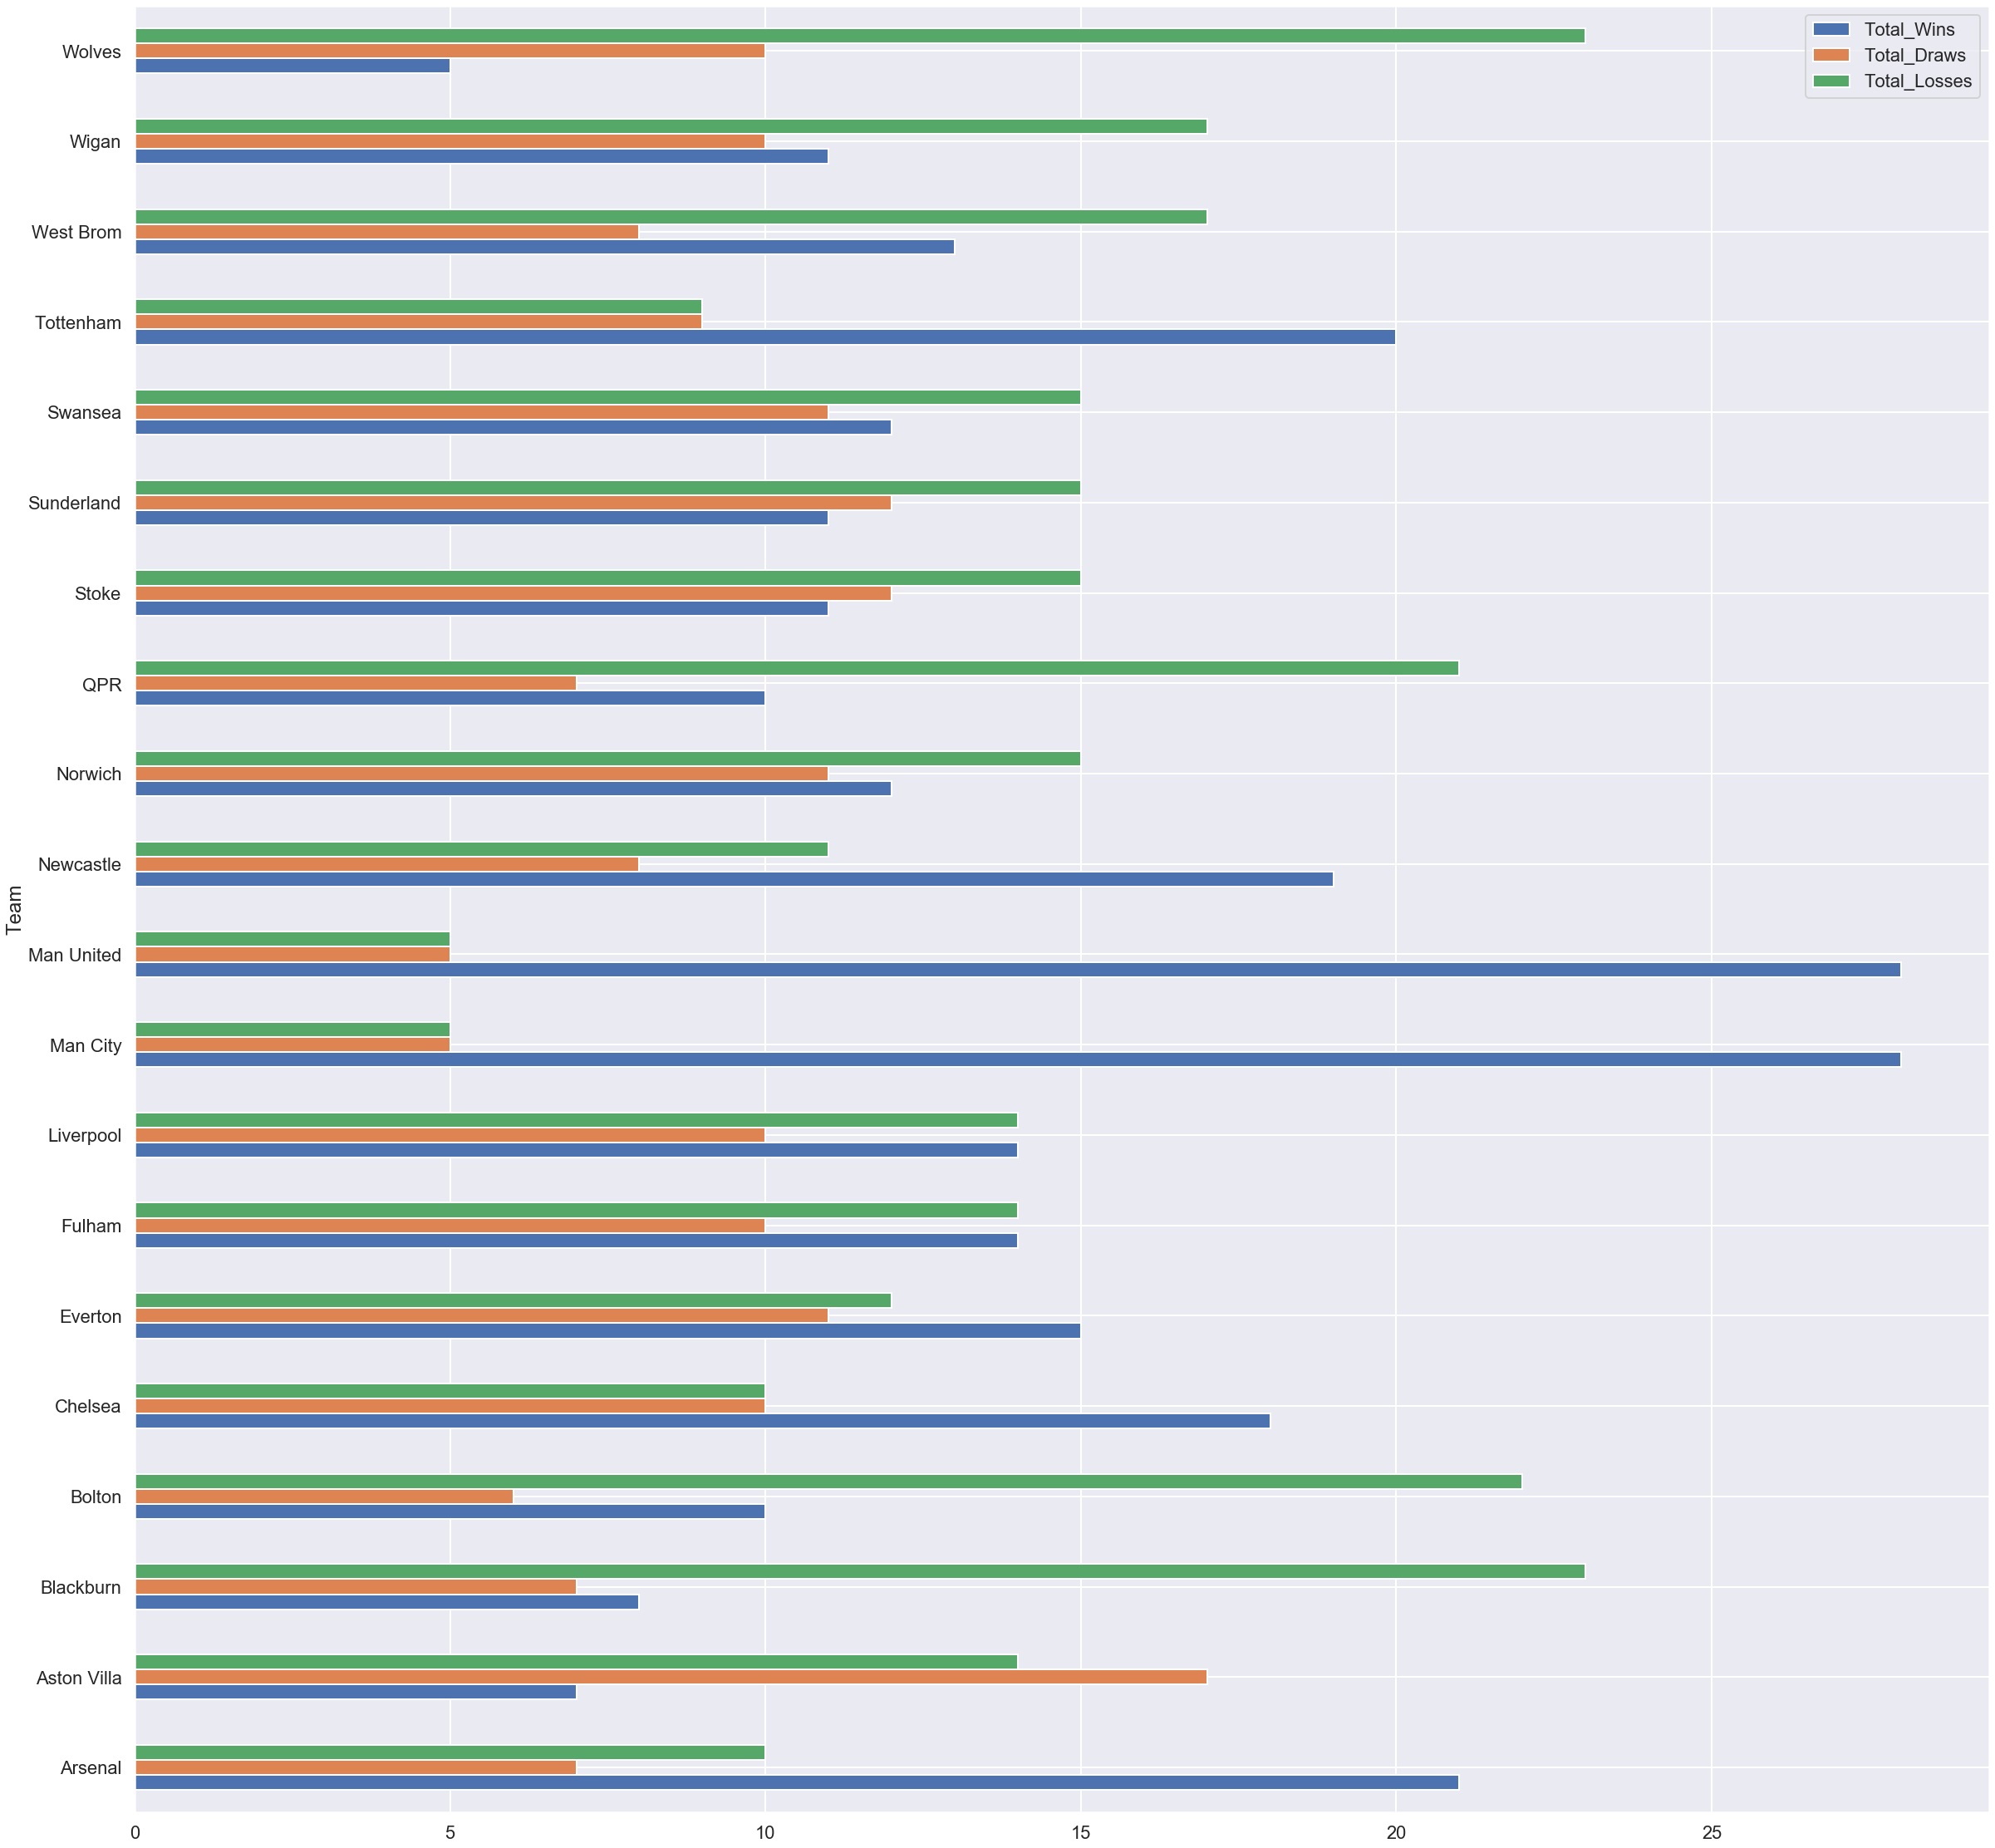 Total_Wins
Total_Draws
Total_Losses
Wolves
Wigan
West Brom
Tottenham
Swansea
Sunderland
Stoke
QPR
Norwich
Newcastle
Team
Man United
Man City
Liverpool
Fulham
Everton
Chelsea
Bolton
Blackburn
Aston Villa
Arsenal
0 5 10 15 20 25